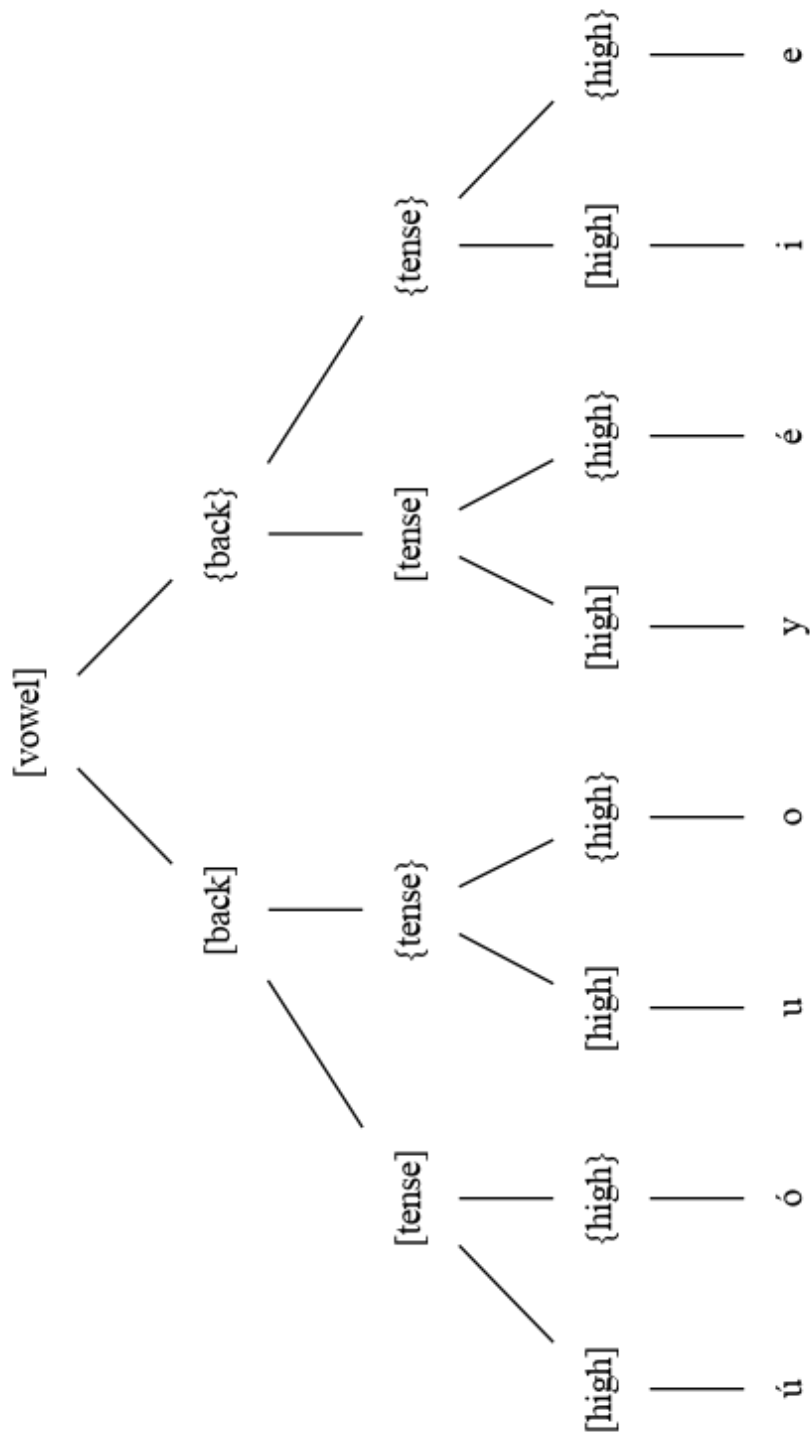 [vowel]
[back] {back}
[tense] {tense} [tense] {tense}
[high] {high} [high] {high} [high] {high} [high] {high}
ú ó u o y é i e